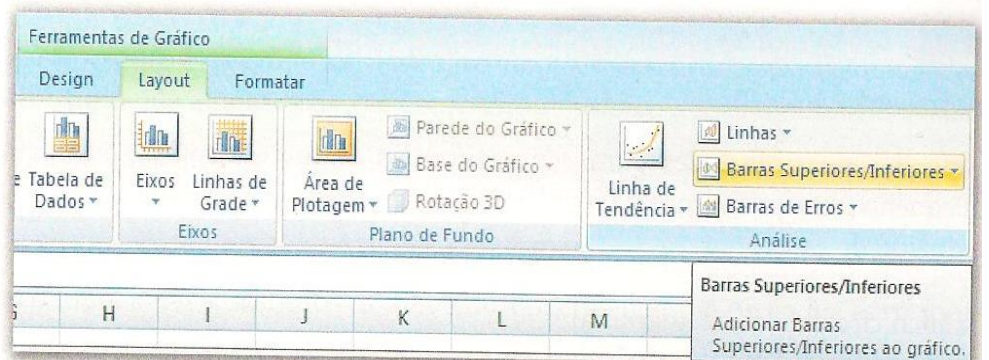 Ferramentas de Gráfico
Design Layout Formatar
e Tabela de Dados
Eixos
Linhas de Grade
Eixos
Área de Plotagem
Parede do Gráfico
Base do Gráfico
Rotação 3D
Plano de Fundo
Linha de Tendência
Linhas
Barras Superiores/Inferiores
Barras de Erros
Análise
Barras Superiores/Inferiores
Adicionar Barras
Superiores/Inferiores ao gráfico.
H I J K L M